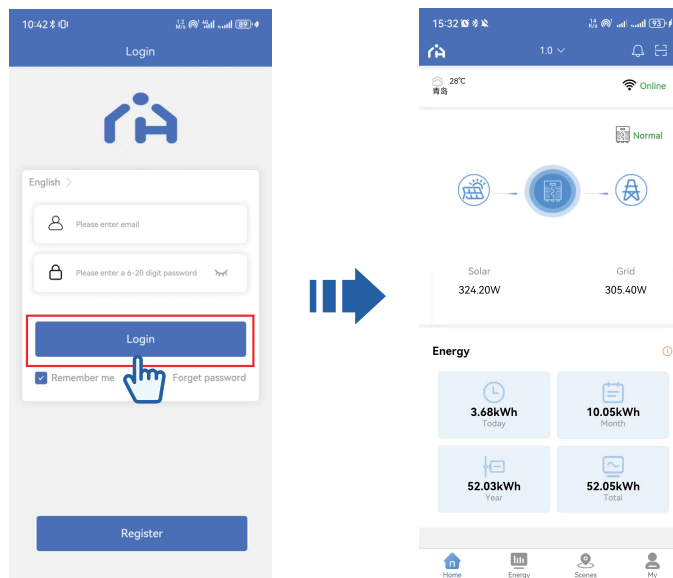 10:42
89
Login
English >
Please enter email
Please enter a 6-20 digit password
Login
Remember me
Forget password
Register
15:32
93
1.0
28℃
青岛
Online
Normal
Solar
Grid
324.20W
305.40W
Energy
3.68kWh
Today
10.05kWh
Month
52.03kWh
Year
52.05kWh
Total
Home
Energy
Scenes
My